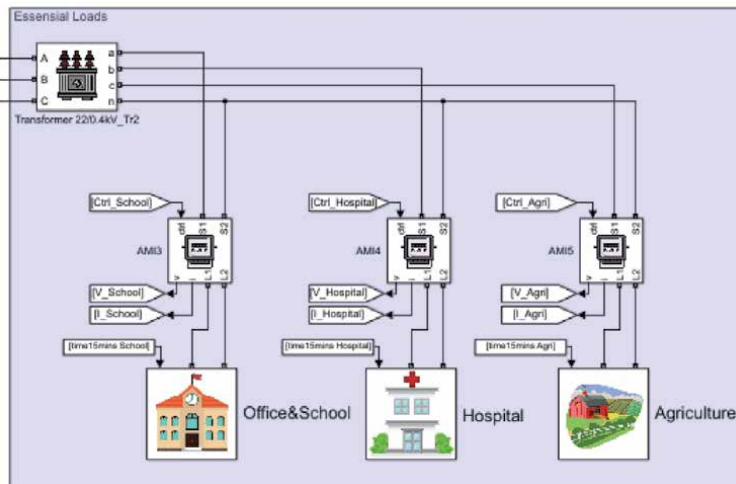 Essensial Loads
A
B
C
a
b
c
n
Transformer 22/0.4kV_Tr2
[Ctrl_School]
[Ctrl_Hospital]
[Ctrl_Agri]
ctrl
S1
S2
ctrl
S1
S2
ctrl
S1
S2
AMI3
AMI4
AMI5
v
i
L1
L2
v
i
L1
L2
v
i
L1
L2
[V_School]
[V_Hospital]
[V_Agri]
[I_School]
[I_Hospital]
[I_Agri]
[time15mins School]
[time15mins Hospital]
[time15mins Agri]
Office&School
Hospital
Agriculture